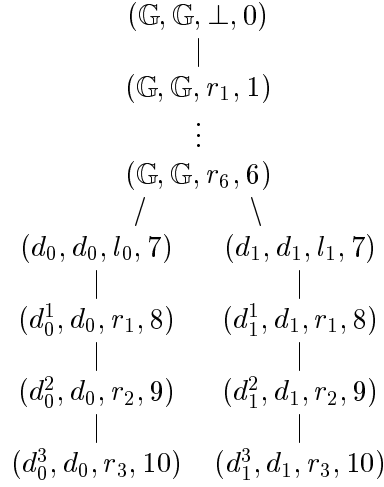 (𝔾, 𝔾, ⊥, 0)
(𝔾, 𝔾, r₁, 1)
⋮
(𝔾, 𝔾, r₆, 6)
(d₀, d₀, l₀, 7) (d₁, d₁, l₁, 7)
(d₀¹, d₀, r₁, 8) (d₁¹, d₁, r₁, 8)
(d₀², d₀, r₂, 9) (d₁², d₁, r₂, 9)
(d₀³, d₀, r₃, 10) (d₁³, d₁, r₃, 10)